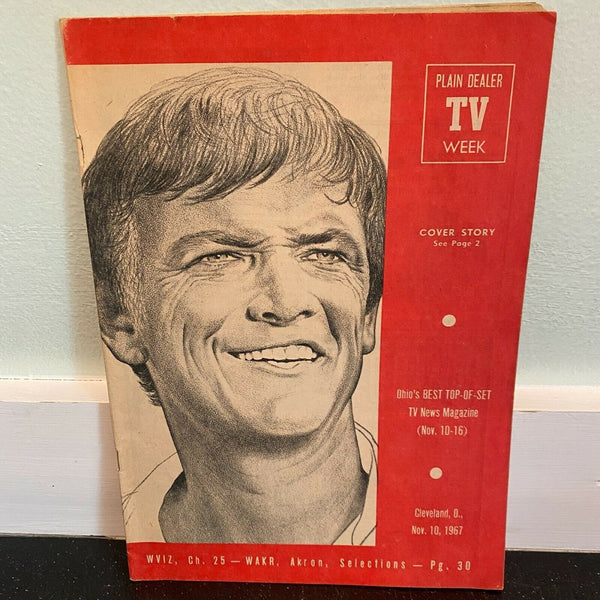 PLAIN DEALER
TV
WEEK
COVER STORY
See Page 2
Ohio's BEST TOP-OF-SET
TV News Magazine
(Nov. 10-16)
Cleveland, O.,
Nov. 10, 1967
WVIZ, Ch. 25 — WAKR, Akron, Selections — Pg. 30